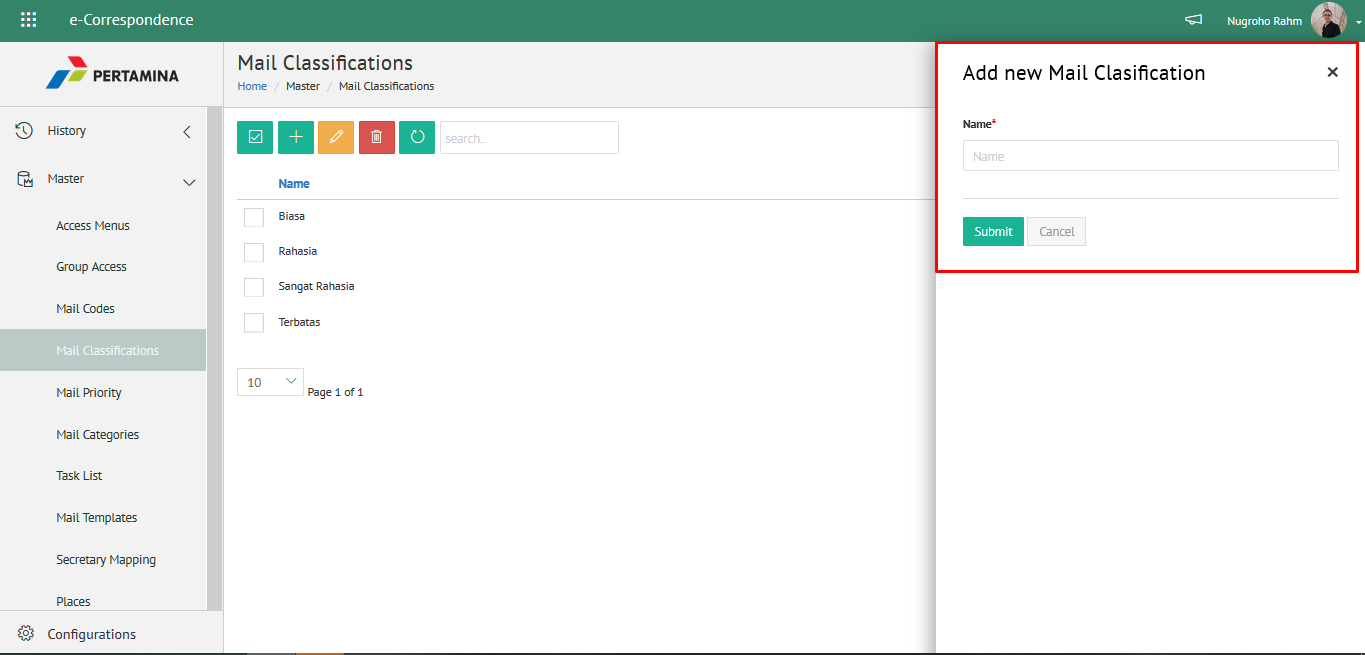 e-Correspondence
Nugroho Rahm
PERTAMINA
History
Master
Access Menus
Group Access
Mail Codes
Mail Classifications
Mail Priority
Mail Categories
Task List
Mail Templates
Secretary Mapping
Places
Configurations
Mail Classifications
Home / Master / Mail Classifications
search..
Name
Biasa
Rahasia
Sangat Rahasia
Terbatas
10
Page 1 of 1
Add new Mail Clasification
×
Name*
Name
Submit Cancel